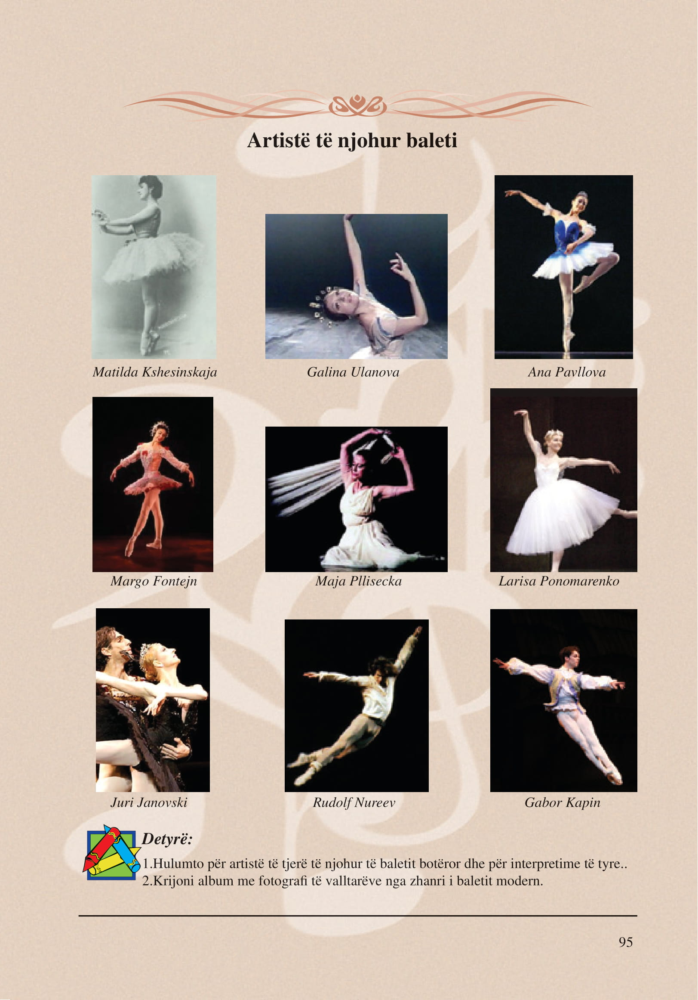 Artistë të njohur baleti
Matilda Kshesinskaja
Galina Ulanova
Ana Pavllova
Margo Fontejn
Maja Pllisecka
Larisa Ponomarenko
Juri Janovski
Rudolf Nureev
Gabor Kapin
Detyrë:
1.Hulumto për artistë të tjerë të njohur të baletit botëror dhe për interpretime të tyre..
2.Krijoni album me fotografi të valltarëve nga zhanri i baletit modern.
95